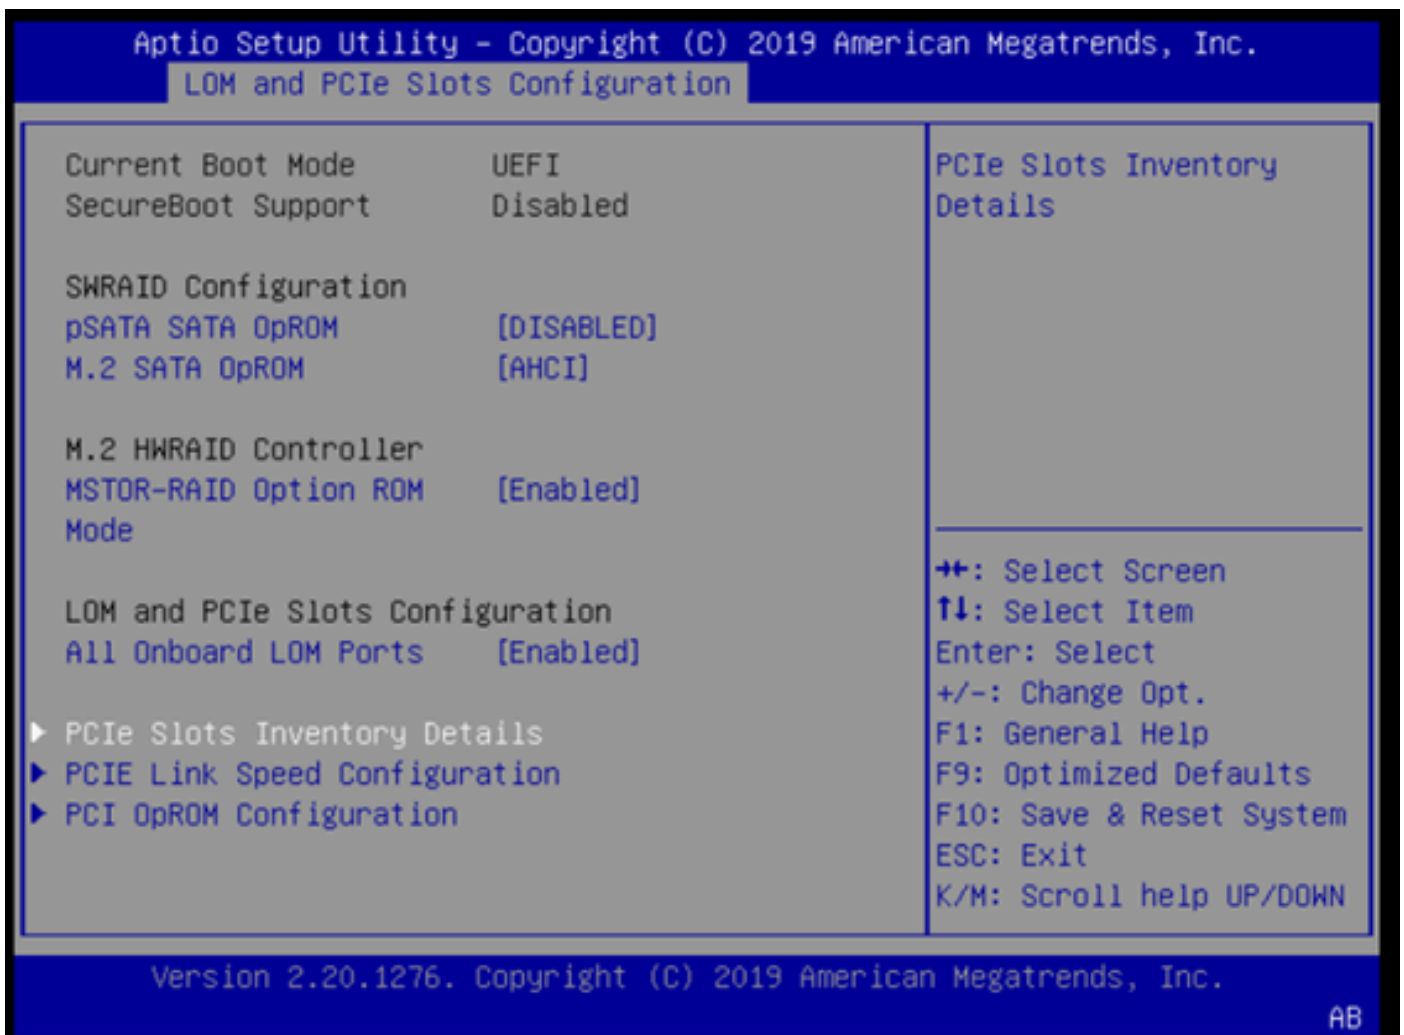 Aptio Setup Utility – Copyright (C) 2019 American Megatrends, Inc.
LOM and PCIe Slots Configuration
Current Boot Mode UEFI
SecureBoot Support Disabled
SWRAID Configuration
pSATA SATA OpROM [DISABLED]
M.2 SATA OpROM [AHCI]
M.2 HWRAID Controller
MSTOR-RAID Option ROM [Enabled]
Mode
LOM and PCIe Slots Configuration
All Onboard LOM Ports [Enabled]
▶ PCIe Slots Inventory Details
▶ PCIE Link Speed Configuration
▶ PCI OpROM Configuration
PCIe Slots Inventory
Details
→←: Select Screen
↑↓: Select Item
Enter: Select
+/-: Change Opt.
F1: General Help
F9: Optimized Defaults
F10: Save & Reset System
ESC: Exit
K/M: Scroll help UP/DOWN
Version 2.20.1276. Copyright (C) 2019 American Megatrends, Inc.
AB